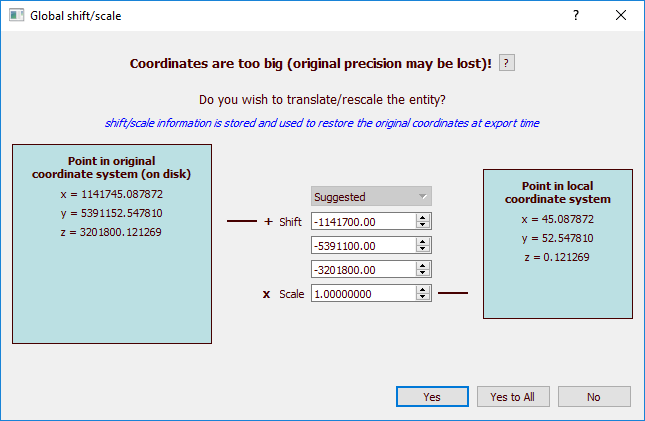 Global shift/scale
?
Coordinates are too big (original precision may be lost)!
?
Do you wish to translate/rescale the entity?
shift/scale information is stored and used to restore the original coordinates at export time
Point in original
coordinate system (on disk)
x = 1141745.087872
y = 5391152.547810
z = 3201800.121269
Suggested
+ Shift -1141700.00
-5391100.00
-3201800.00
x Scale 1.00000000
Point in local
coordinate system
x = 45.087872
y = 52.547810
z = 0.121269
Yes
Yes to All
No